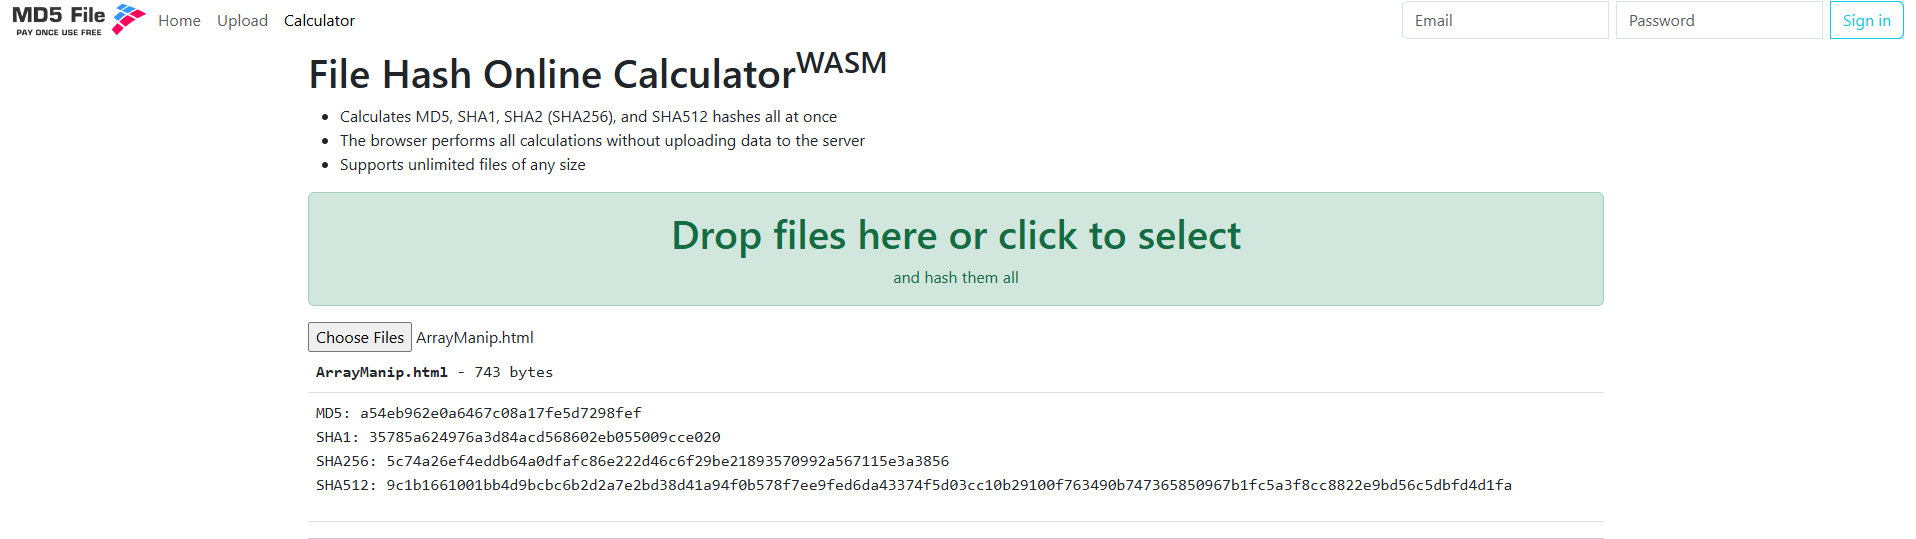 MD5 File
PAY ONCE USE FREE
Home Upload Calculator
Email Password Sign in
File Hash Online Calculator WASM
Calculates MD5, SHA1, SHA2 (SHA256), and SHA512 hashes all at once
The browser performs all calculations without uploading data to the server
Supports unlimited files of any size
Drop files here or click to select
and hash them all
Choose Files ArrayManip.html
ArrayManip.html - 743 bytes
MD5: a54eb962e0a6467c08a17fe5d7298fef
SHA1: 35785a624976a3d84acd568602eb055009cce020
SHA256: 5c74a26ef4eddb64a0dfafc86e222d46c6f29be21893570992a567115e3a3856
SHA512: 9c1b1661001bb4d9bcbc6b2d2a7e2bd38d41a94f0b578f7ee9fed6da43374f5d03cc10b29100f763490b747365850967b1fc5a3f8cc8822e9bd56c5dbfd4d1fa